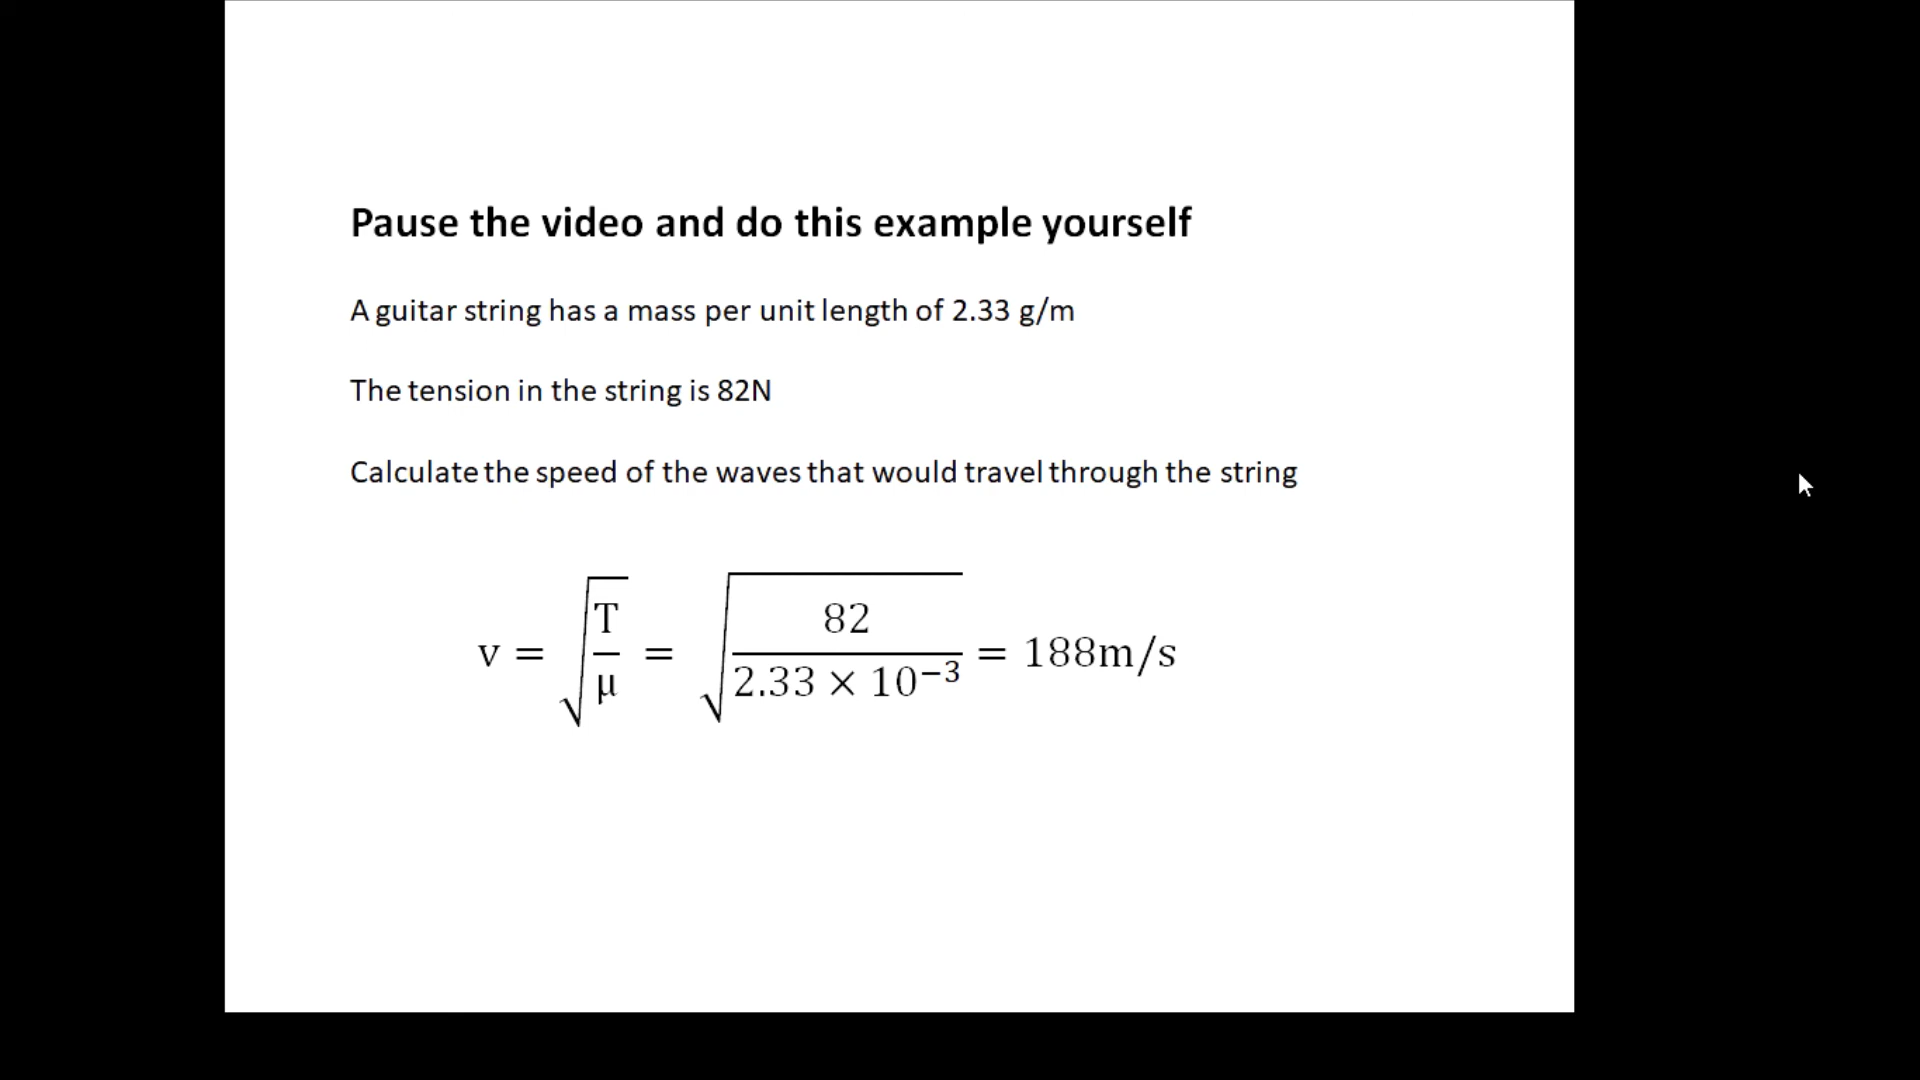 Pause the video and do this example yourself
A guitar string has a mass per unit length of 2.33 g/m
The tension in the string is 82N
Calculate the speed of the waves that would travel through the string
v = √(T/μ) = √(82/(2.33 × 10⁻³)) = 188m/s